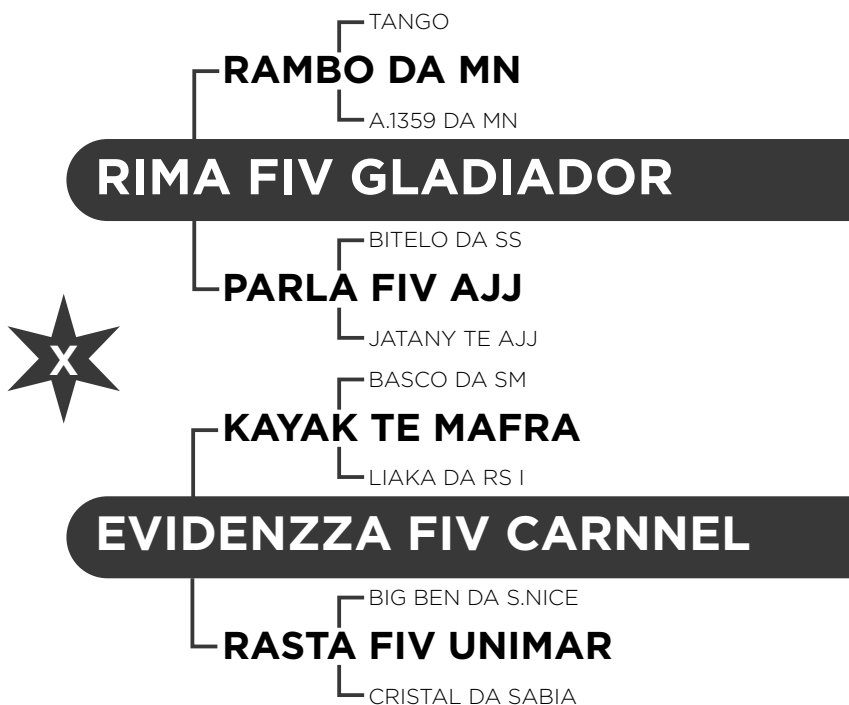 TANGO
RAMBO DA MN
A.1359 DA MN
RIMA FIV GLADIADOR
BITELO DA SS
PARLA FIV AJJ
JATANY TE AJJ
X
BASCO DA SM
KAYAK TE MAFRA
LIAKA DA RS I
EVIDENZZA FIV CARNNEL
BIG BEN DA S.NICE
RASTA FIV UNIMAR
CRISTAL DA SABIA